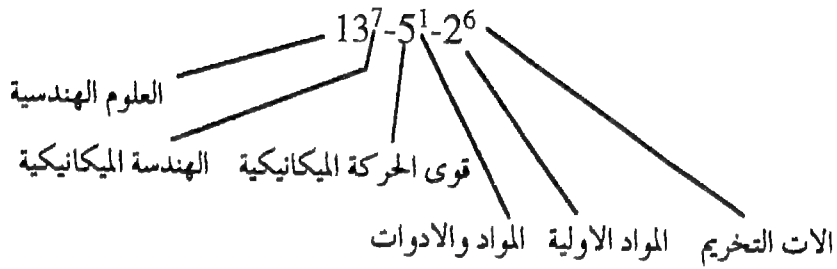 13⁷-5¹-2⁶
العلوم الهندسية
الهندسة الميكانيكية قوى الحركة الميكانيكية
المواد والادوات المواد الاولية الات التخريم